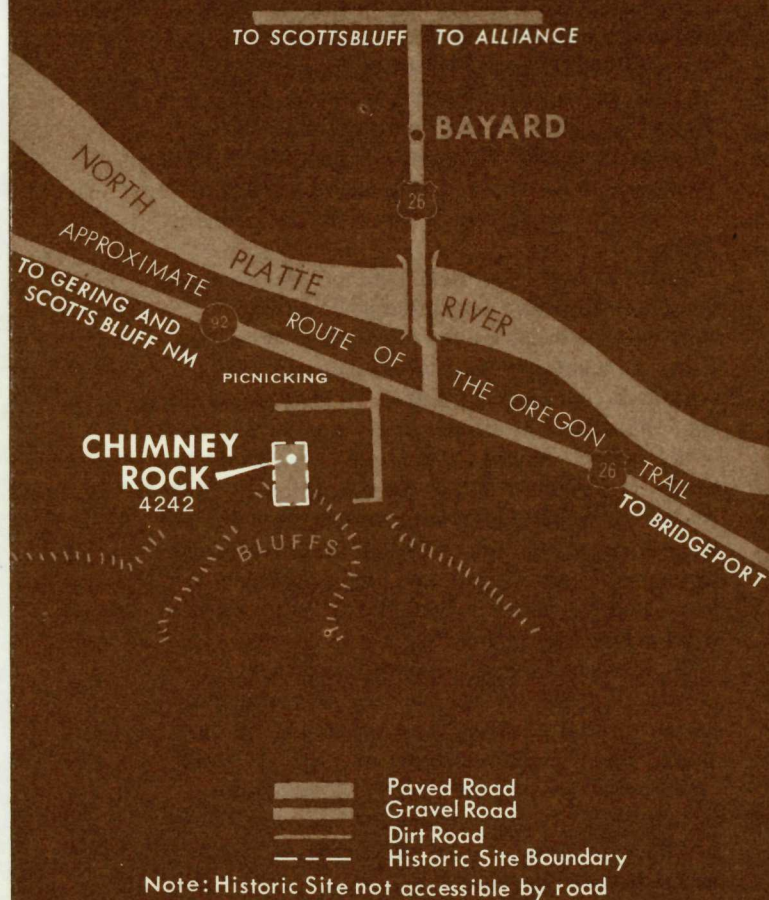 TO SCOTTSBLUFF TO ALLIANCE
BAYARD
26
NORTH PLATTE RIVER
APPROXIMATE ROUTE OF THE OREGON TRAIL
TO GERING AND
SCOTTS BLUFF NM
92
PICNICKING
CHIMNEY
ROCK
4242
26
TO BRIDGEPORT
BLUFFS
Paved Road
Gravel Road
Dirt Road
Historic Site Boundary
Note: Historic Site not accessible by road